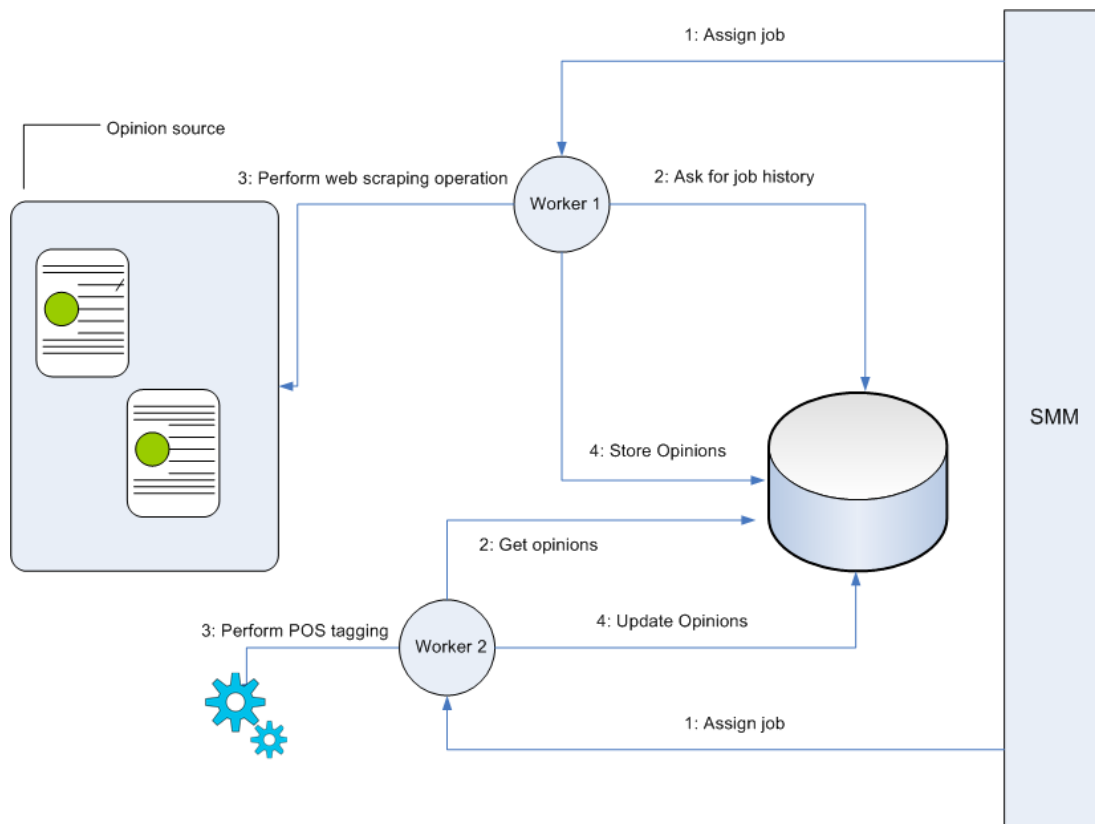 1: Assign job
Opinion source
3: Perform web scraping operation
2: Ask for job history
Worker 1
SMM
4: Store Opinions
2: Get opinions
3: Perform POS tagging
4: Update Opinions
Worker 2
1: Assign job